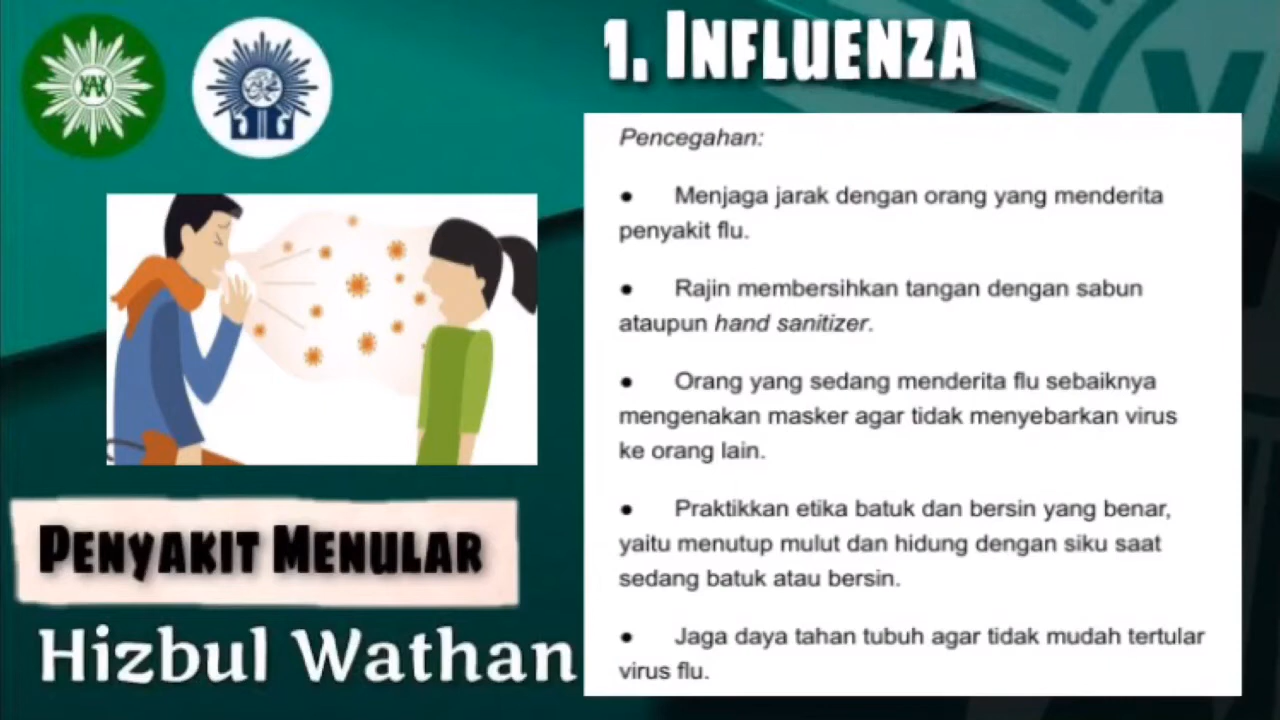 1. Influenza
Pencegahan:
● Menjaga jarak dengan orang yang menderita
penyakit flu.
● Rajin membersihkan tangan dengan sabun
ataupun hand sanitizer.
● Orang yang sedang menderita flu sebaiknya
mengenakan masker agar tidak menyebarkan virus
ke orang lain.
● Praktikkan etika batuk dan bersin yang benar,
yaitu menutup mulut dan hidung dengan siku saat
sedang batuk atau bersin.
● Jaga daya tahan tubuh agar tidak mudah tertular
virus flu.
Penyakit Menular
Hizbul Wathan